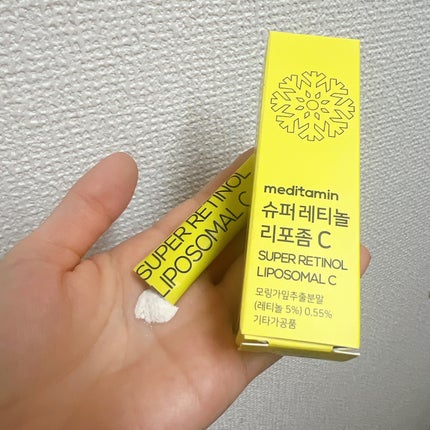 SUPER RETINOL
LIPOSOMAL C
meditamin
슈퍼 레티놀
리포좀 C
SUPER RETINOL
LIPOSOMAL C
모링가잎추출분말
(레티놀 5%) 0.55%
기타가공품